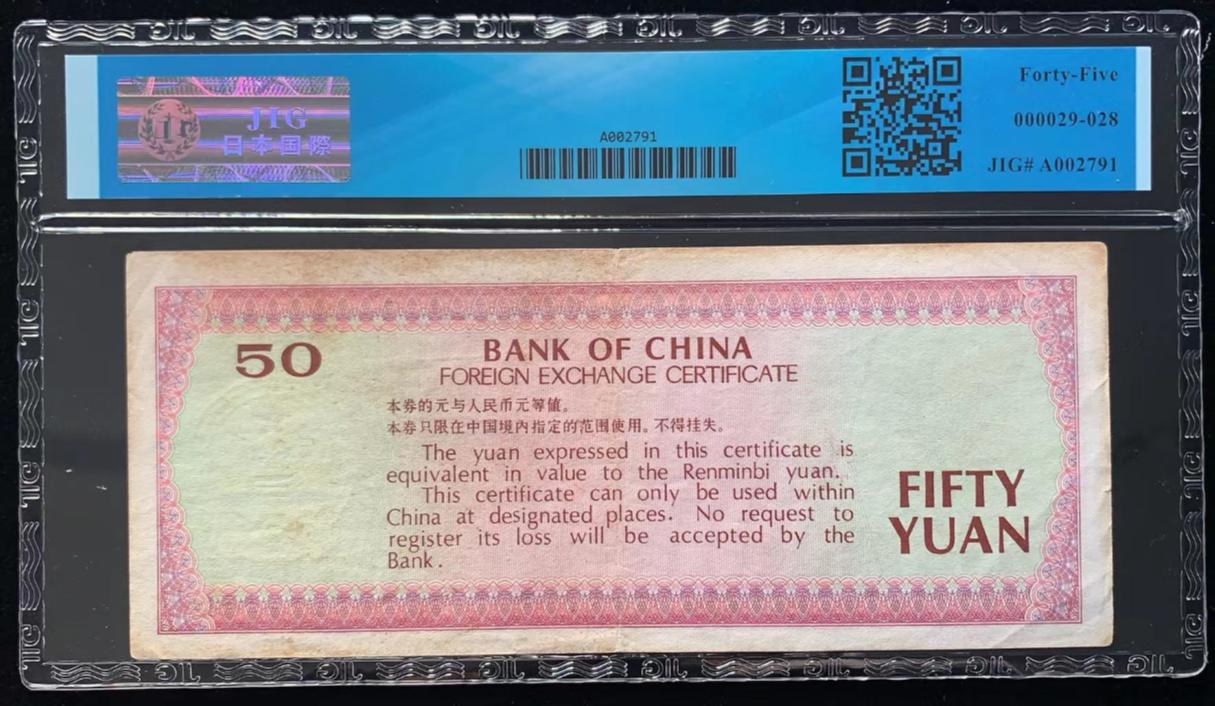 JIG
日本国際
A002791
Forty-Five
000029-028
JIG# A002791
50
BANK OF CHINA
FOREIGN EXCHANGE CERTIFICATE
本券的元与人民币元等值。
本券只限在中国境内指定的范围使用。不得挂失。
The yuan expressed in this certificate is
equivalent in value to the Renminbi yuan.
This certificate can only be used within
China at designated places. No request to
register its loss will be accepted by the
Bank.
FIFTY
YUAN